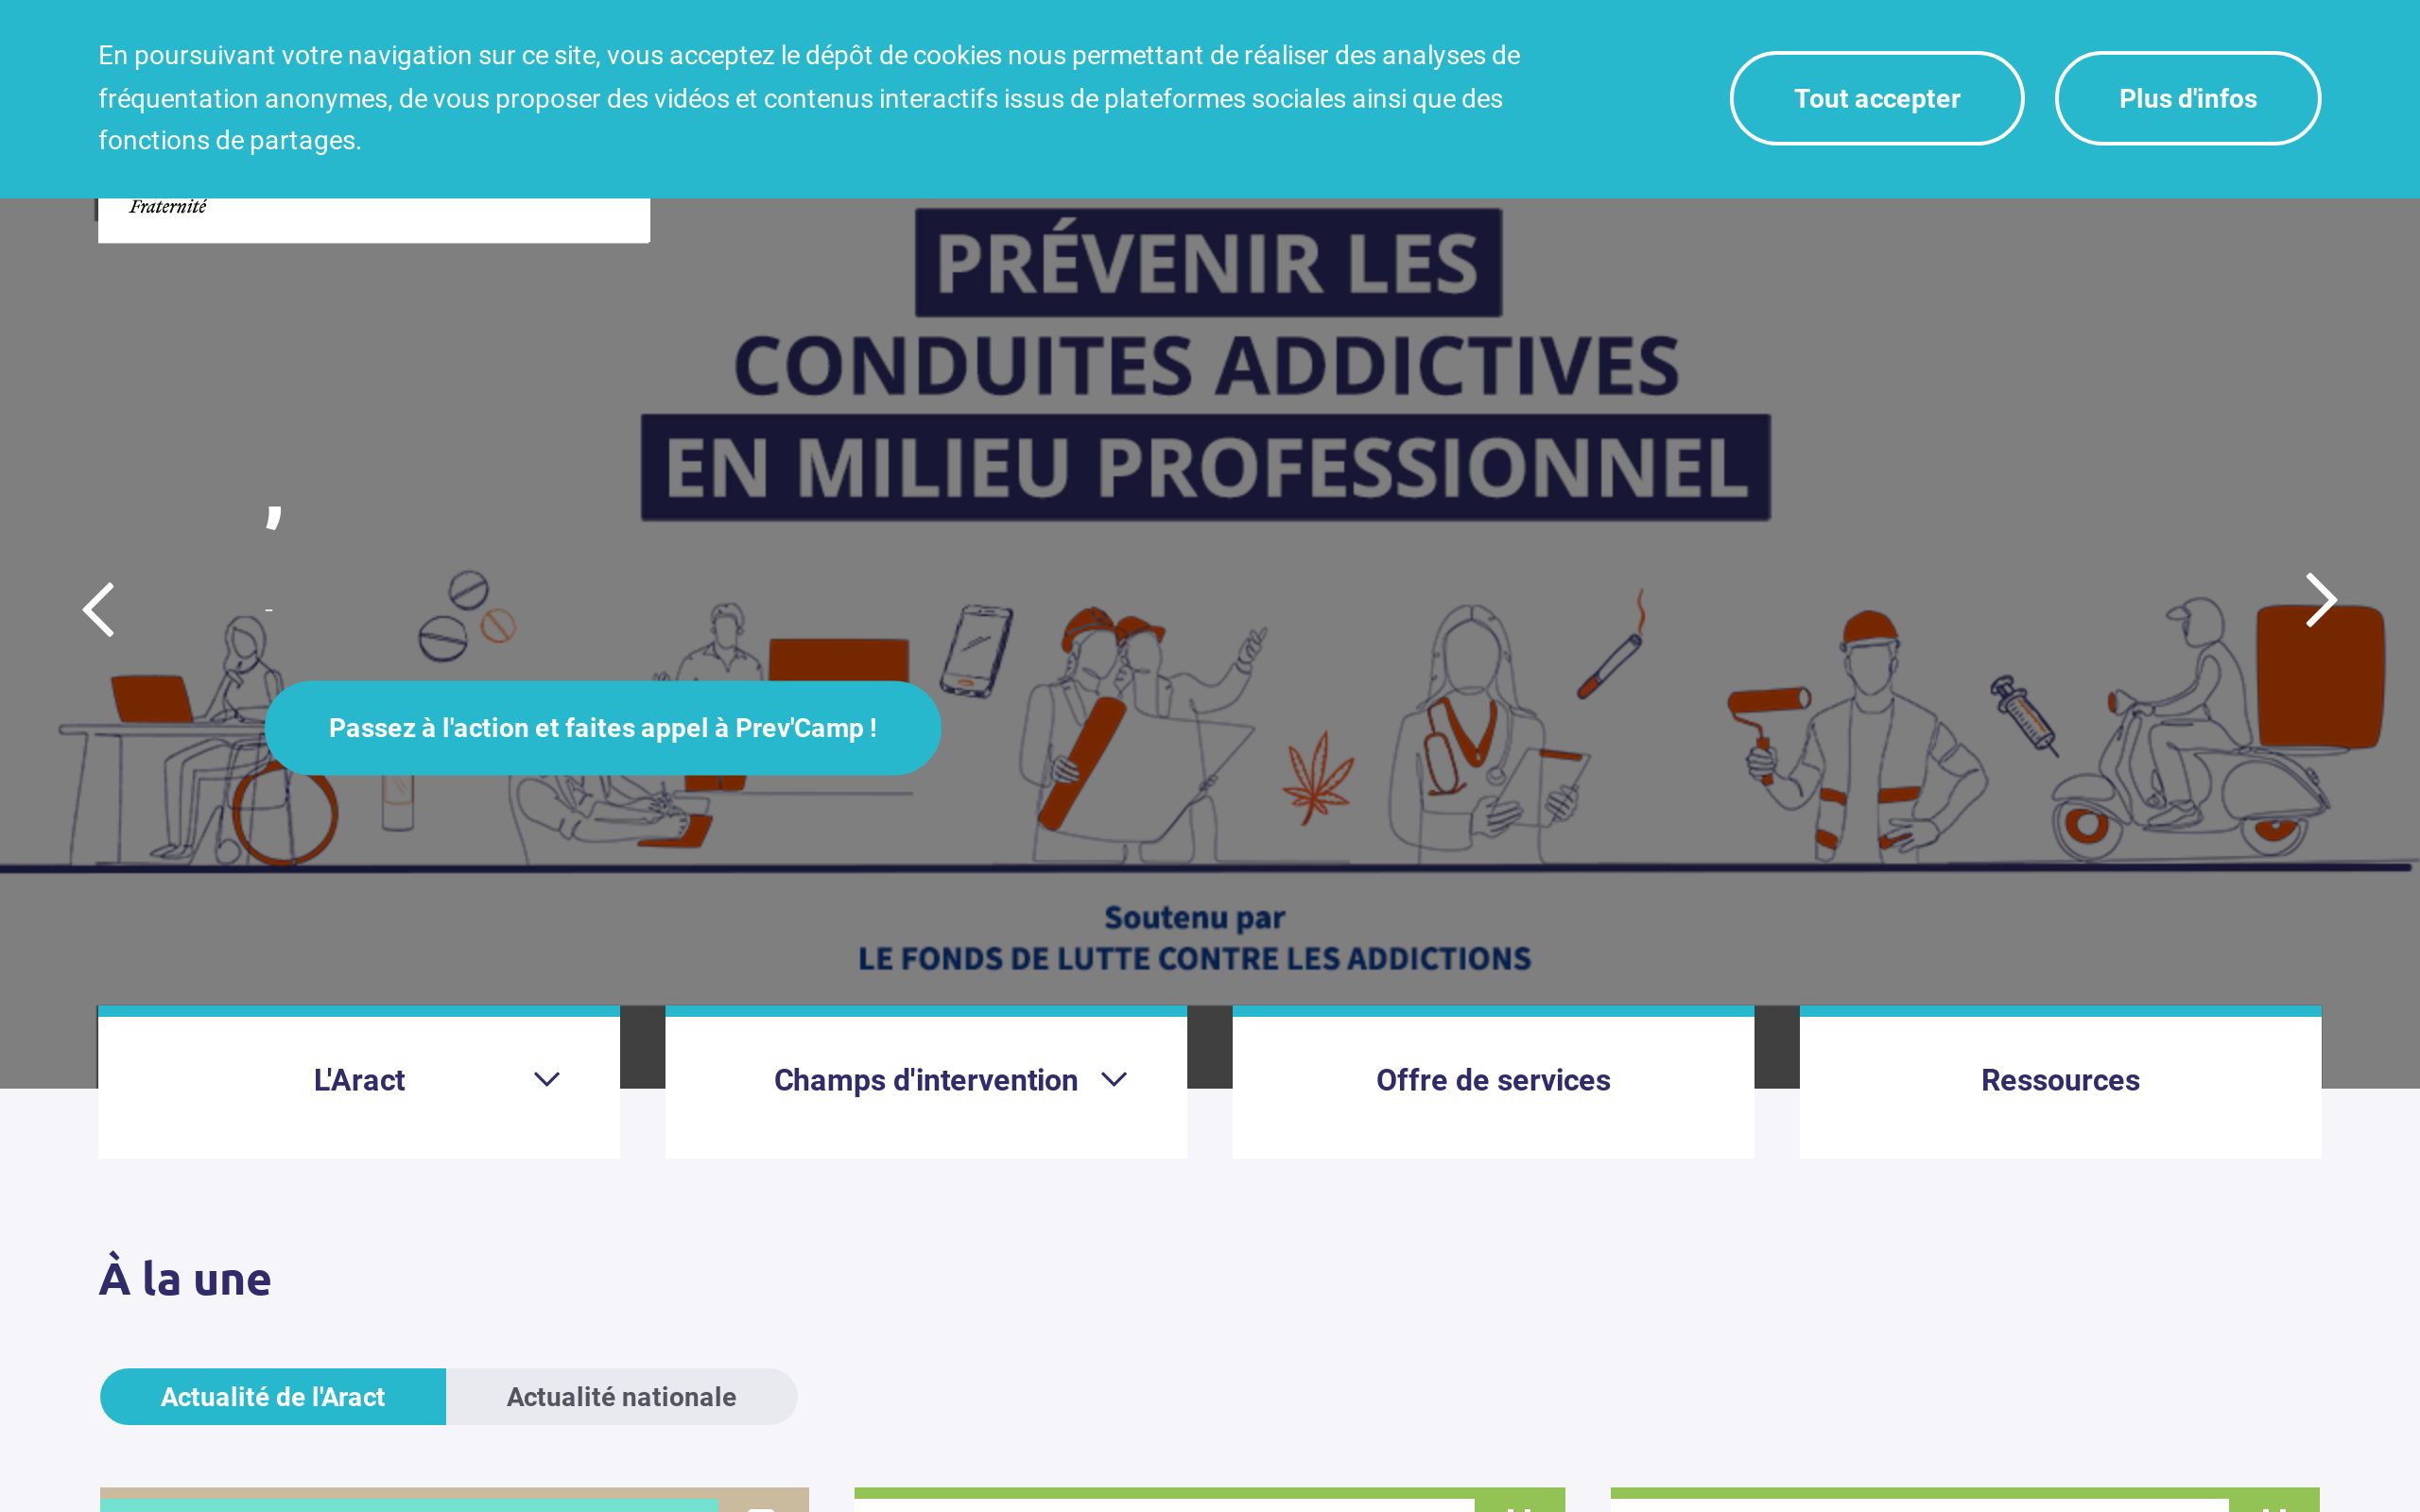 En poursuivant votre navigation sur ce site, vous acceptez le dépôt de cookies nous permettant de réaliser des analyses de
fréquentation anonymes, de vous proposer des vidéos et contenus interactifs issus de plateformes sociales ainsi que des
fonctions de partages.
Tout accepter
Plus d'infos
Fraternité
PRÉVENIR LES
CONDUITES ADDICTIVES
EN MILIEU PROFESSIONNEL
,
-
Passez à l'action et faites appel à Prev'Camp !
Soutenu par
LE FONDS DE LUTTE CONTRE LES ADDICTIONS
L'Aract
Champs d'intervention
Offre de services
Ressources
À la une
Actualité de l'Aract
Actualité nationale